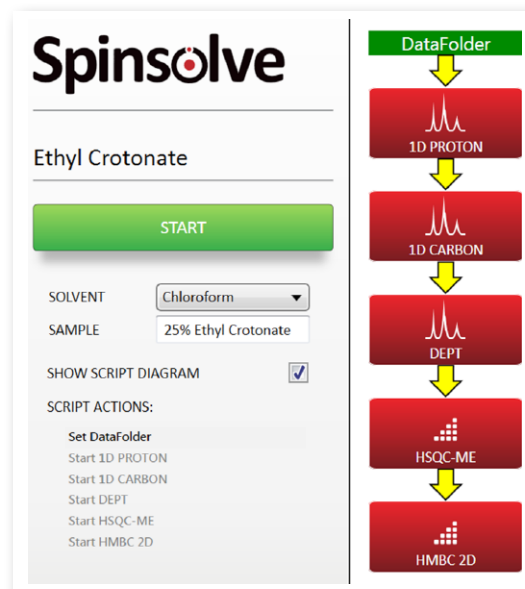 Spinsolve
Ethyl Crotonate
START
SOLVENT Chloroform
SAMPLE 25% Ethyl Crotonate
SHOW SCRIPT DIAGRAM
SCRIPT ACTIONS:
Set DataFolder
Start 1D PROTON
Start 1D CARBON
Start DEPT
Start HSQC-ME
Start HMBC 2D
DataFolder
1D PROTON
1D CARBON
DEPT
HSQC-ME
HMBC 2D